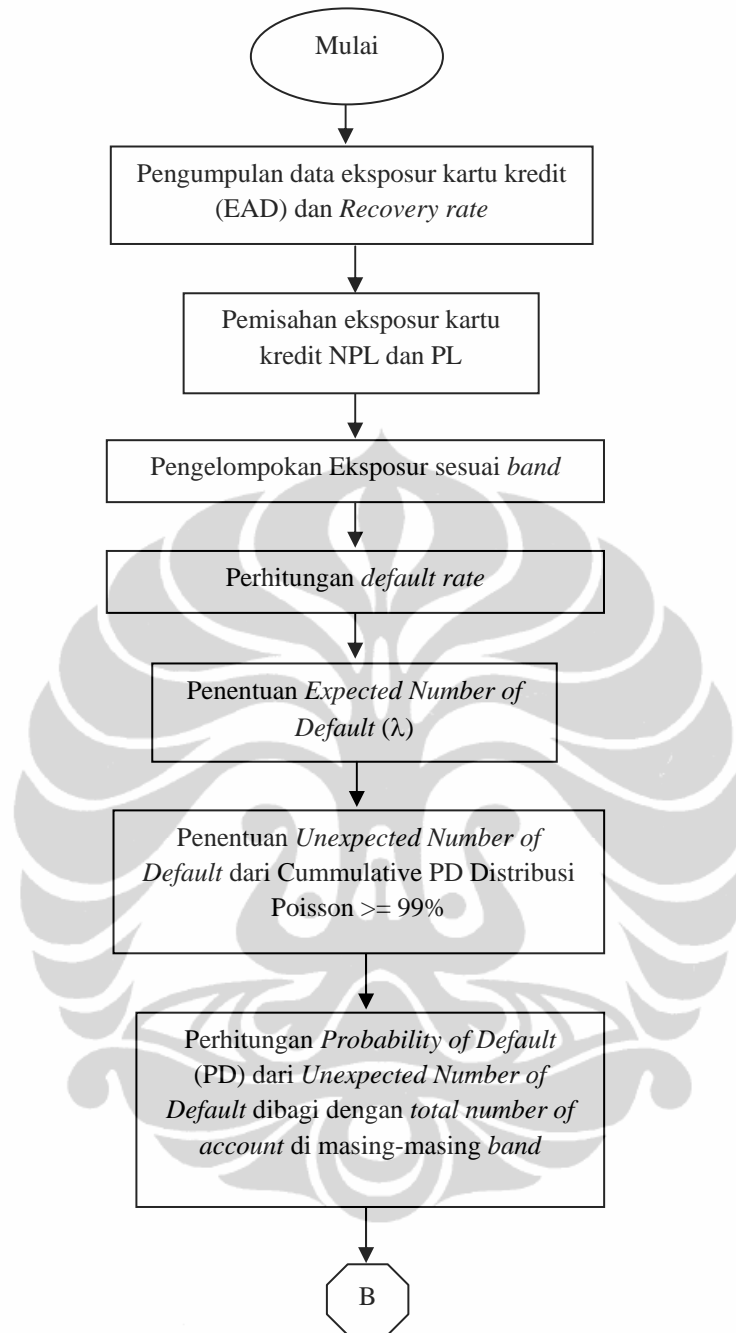 Mulai
Pengumpulan data eksposur kartu kredit
(EAD) dan Recovery rate
Pemisahan eksposur kartu
kredit NPL dan PL
Pengelompokan Eksposur sesuai band
Perhitungan default rate
Penentuan Expected Number of
Default (λ)
Penentuan Unexpected Number of
Default dari Cummulative PD Distribusi
Poisson >= 99%
Perhitungan Probability of Default
(PD) dari Unexpected Number of
Default dibagi dengan total number of
account di masing-masing band
B